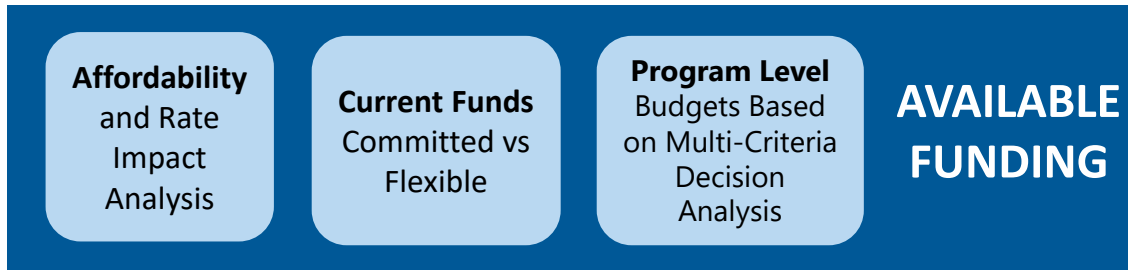 Affordability
and Rate
Impact
Analysis
Current Funds
Committed vs
Flexible
Program Level
Budgets Based
on Multi-Criteria
Decision
Analysis
AVAILABLE
FUNDING